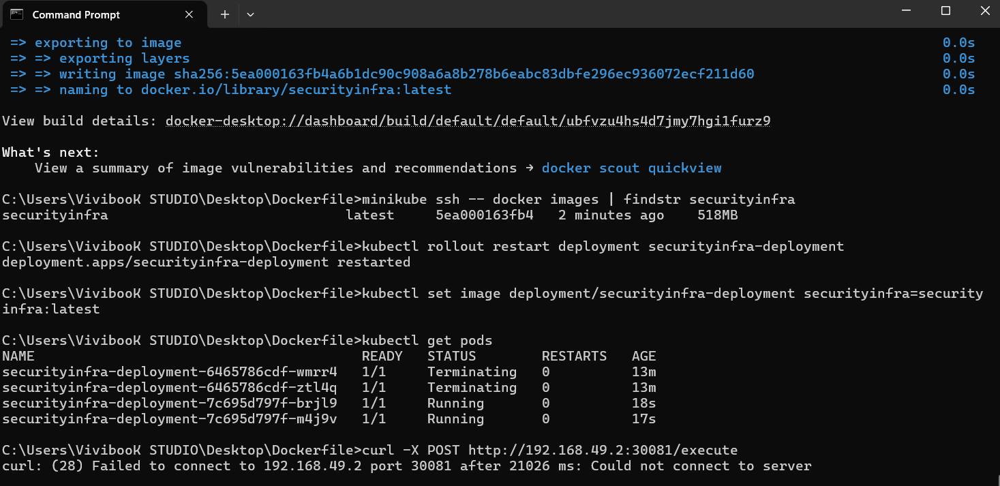 Command Prompt
=> exporting to image 0.0s
=> => exporting layers 0.0s
=> => writing image sha256:5ea000163fb4a6b1dc90c908a6a8b278b6eabc83dbfe296ec936072ecf211d60 0.0s
=> => naming to docker.io/library/securityinfra:latest 0.0s
View build details: docker-desktop://dashboard/build/default/default/ubfvzu4hs4d7jmy7hgi1furz9
What's next:
View a summary of image vulnerabilities and recommendations → docker scout quickview
C:\Users\VivibooK STUDIO\Desktop\Dockerfile>minikube ssh -- docker images | findstr securityinfra
securityinfra latest 5ea000163fb4 2 minutes ago 518MB
C:\Users\VivibooK STUDIO\Desktop\Dockerfile>kubectl rollout restart deployment securityinfra-deployment
deployment.apps/securityinfra-deployment restarted
C:\Users\VivibooK STUDIO\Desktop\Dockerfile>kubectl set image deployment/securityinfra-deployment securityinfra=security
infra:latest
C:\Users\VivibooK STUDIO\Desktop\Dockerfile>kubectl get pods
NAME READY STATUS RESTARTS AGE
securityinfra-deployment-6465786cdf-wmrr4 1/1 Terminating 0 13m
securityinfra-deployment-6465786cdf-ztl4q 1/1 Terminating 0 13m
securityinfra-deployment-7c695d797f-brjl9 1/1 Running 0 18s
securityinfra-deployment-7c695d797f-m4j9v 1/1 Running 0 17s
C:\Users\VivibooK STUDIO\Desktop\Dockerfile>curl -X POST http://192.168.49.2:30081/execute
curl: (28) Failed to connect to 192.168.49.2 port 30081 after 21026 ms: Could not connect to server